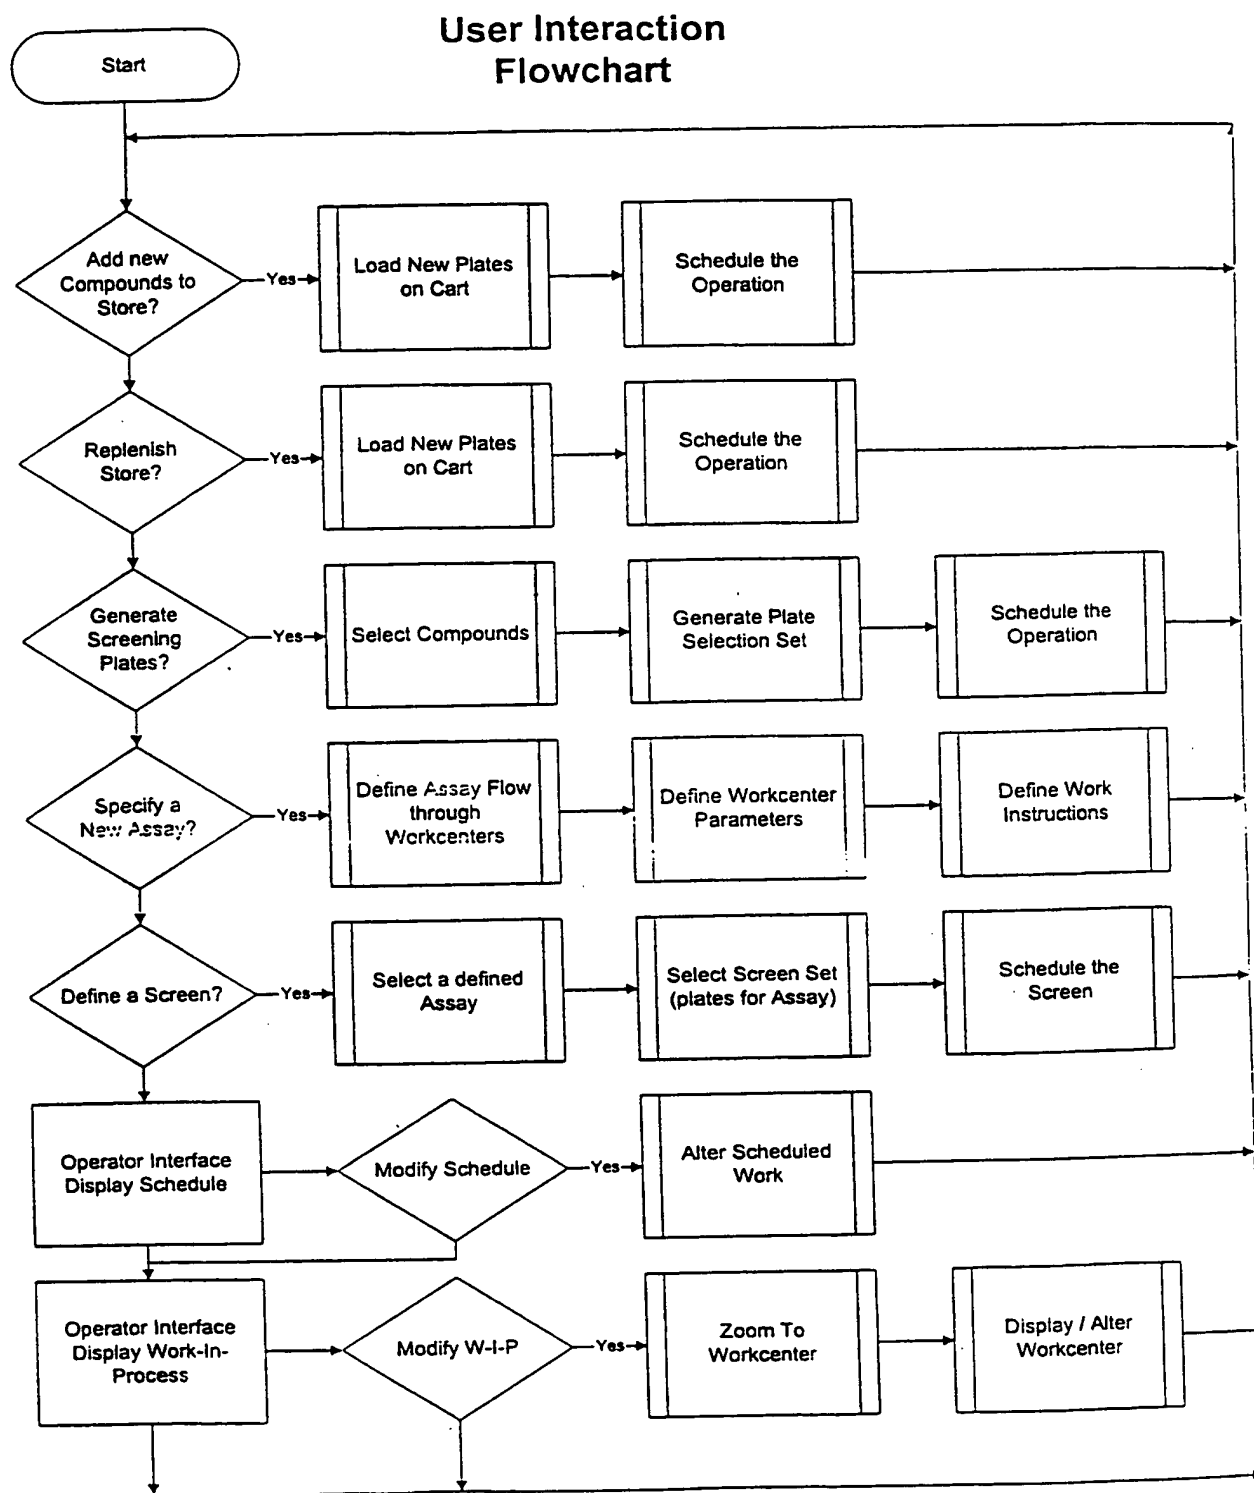 User Interaction
Flowchart
Start
Add new
Compounds to
Store?
Yes
Load New Plates
on Cart
Schedule the
Operation
Replenish
Store?
Yes
Load New Plates
on Cart
Schedule the
Operation
Generate
Screening
Plates?
Yes
Select Compounds
Generate Plate
Selection Set
Schedule the
Operation
Specify a
New Assay?
Yes
Define Assay Flow
through
Workcenters
Define Workcenter
Parameters
Define Work
Instructions
Define a Screen?
Yes
Select a defined
Assay
Select Screen Set
(plates for Assay)
Schedule the
Screen
Operator Interface
Display Schedule
Modify Schedule
Yes
Alter Scheduled
Work
Operator Interface
Display Work-In-
Process
Modify W-I-P
Yes
Zoom To
Workcenter
Display / Alter
Workcenter